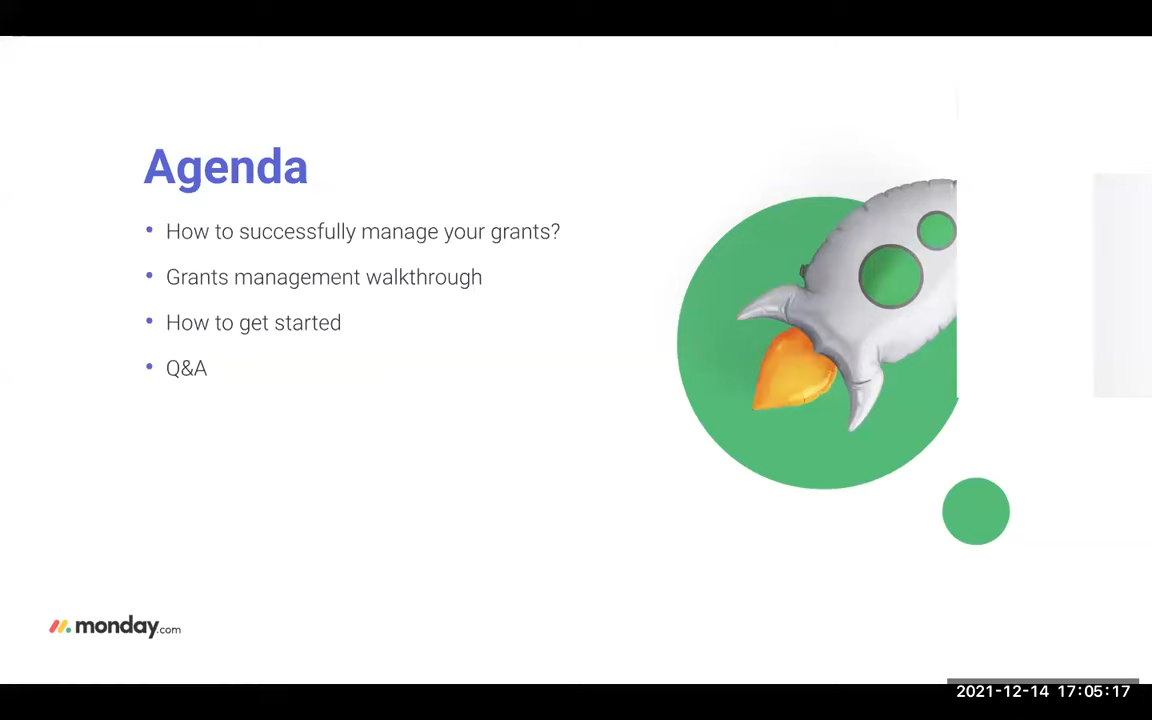 Agenda
• How to successfully manage your grants?
• Grants management walkthrough
• How to get started
• Q&A
monday.com
2021-12-14 17:05:17